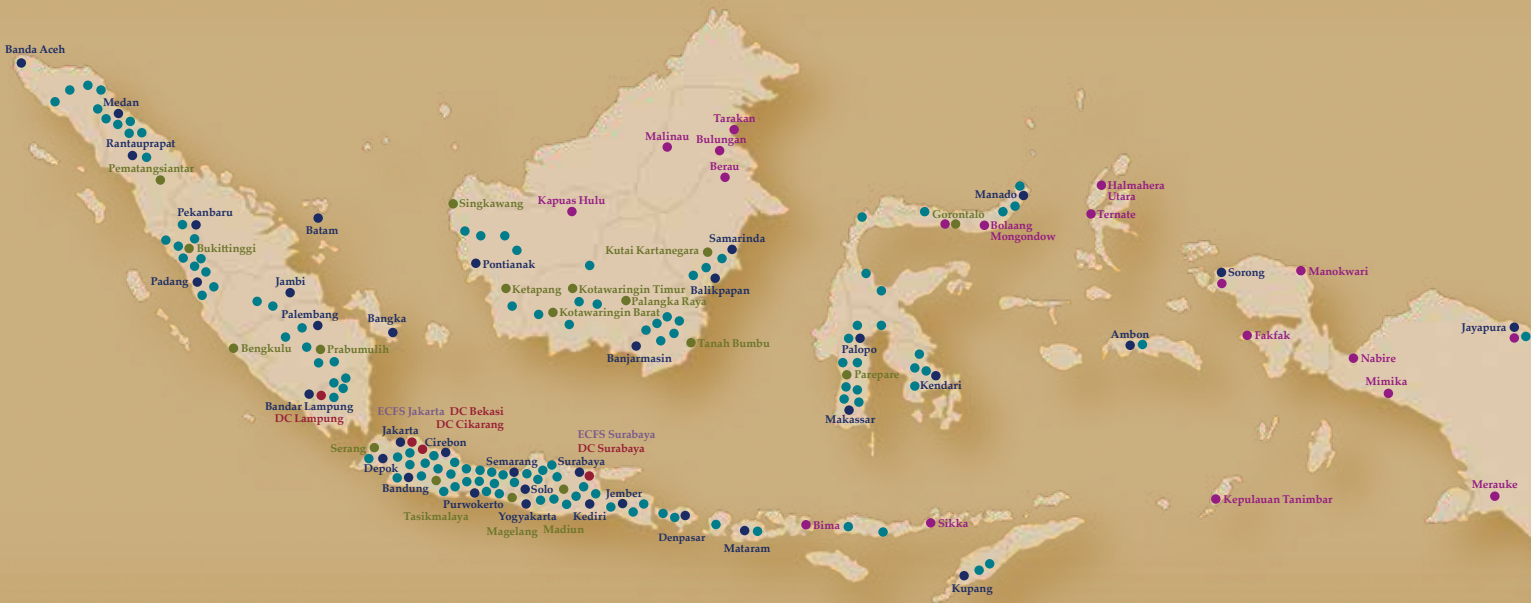 Banda Aceh
Medan
Rantauprapat
Pematangsiantar
Pekanbaru
Bukittinggi
Padang
Batam
Jambi
Palembang
Bangka
Bengkulu
Prabumulih
Bandar Lampung
DC Lampung
Singkawang
Pontianak
Kapuas Hulu
Malinau
Tarakan
Bulungan
Berau
Kutai Kartanegara
Samarinda
Balikpapan
Ketapang
Kotawaringin Timur
Palangka Raya
Kotawaringin Barat
Banjarmasin
Tanah Bumbu
ECFS Jakarta
DC Bekasi
DC Cikarang
Jakarta
Cirebon
Serang
Depok
Bandung
Tasikmalaya
Purwokerto
Semarang
Solo
Magelang
Yogyakarta
Madiun
ECFS Surabaya
DC Surabaya
Surabaya
Kediri
Jember
Denpasar
Mataram
Bima
Sikka
Kupang
Manado
Gorontalo
Bolaang
Mongondow
Palopo
Parepare
Makassar
Kendari
Halmahera
Utara
Ternate
Ambon
Sorong
Manokwari
Fakfak
Nabire
Mimika
Jayapura
Kepulauan Tanimbar
Merauke